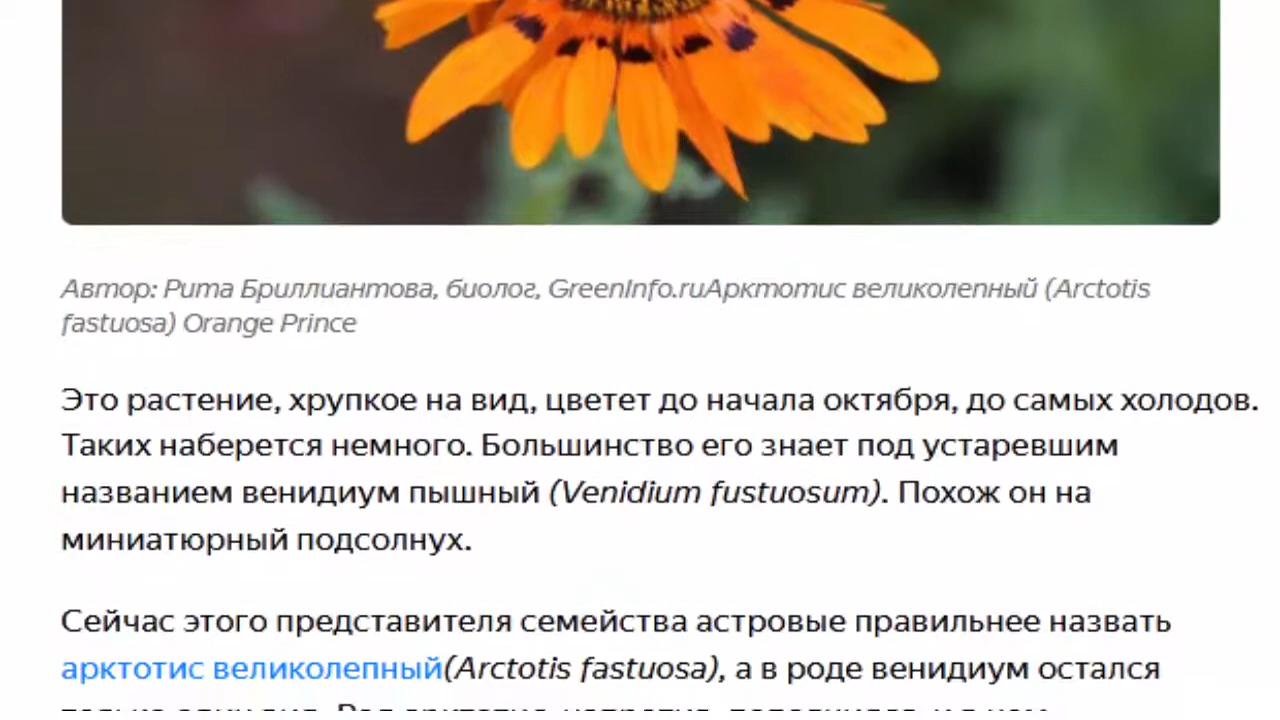 Автор: Рита Бриллиантова, биолог, GreenInfo.ruАрктотис великолепный (Arctotis
fastuosa) Orange Prince
Это растение, хрупкое на вид, цветет до начала октября, до самых холодов.
Таких наберется немного. Большинство его знает под устаревшим
названием венидиум пышный (Venidium fustuosum). Похож он на
миниатюрный подсолнух.
Сейчас этого представителя семейства астровые правильнее назвать
арктотис великолепный(Arctotis fastuosa), а в роде венидиум остался